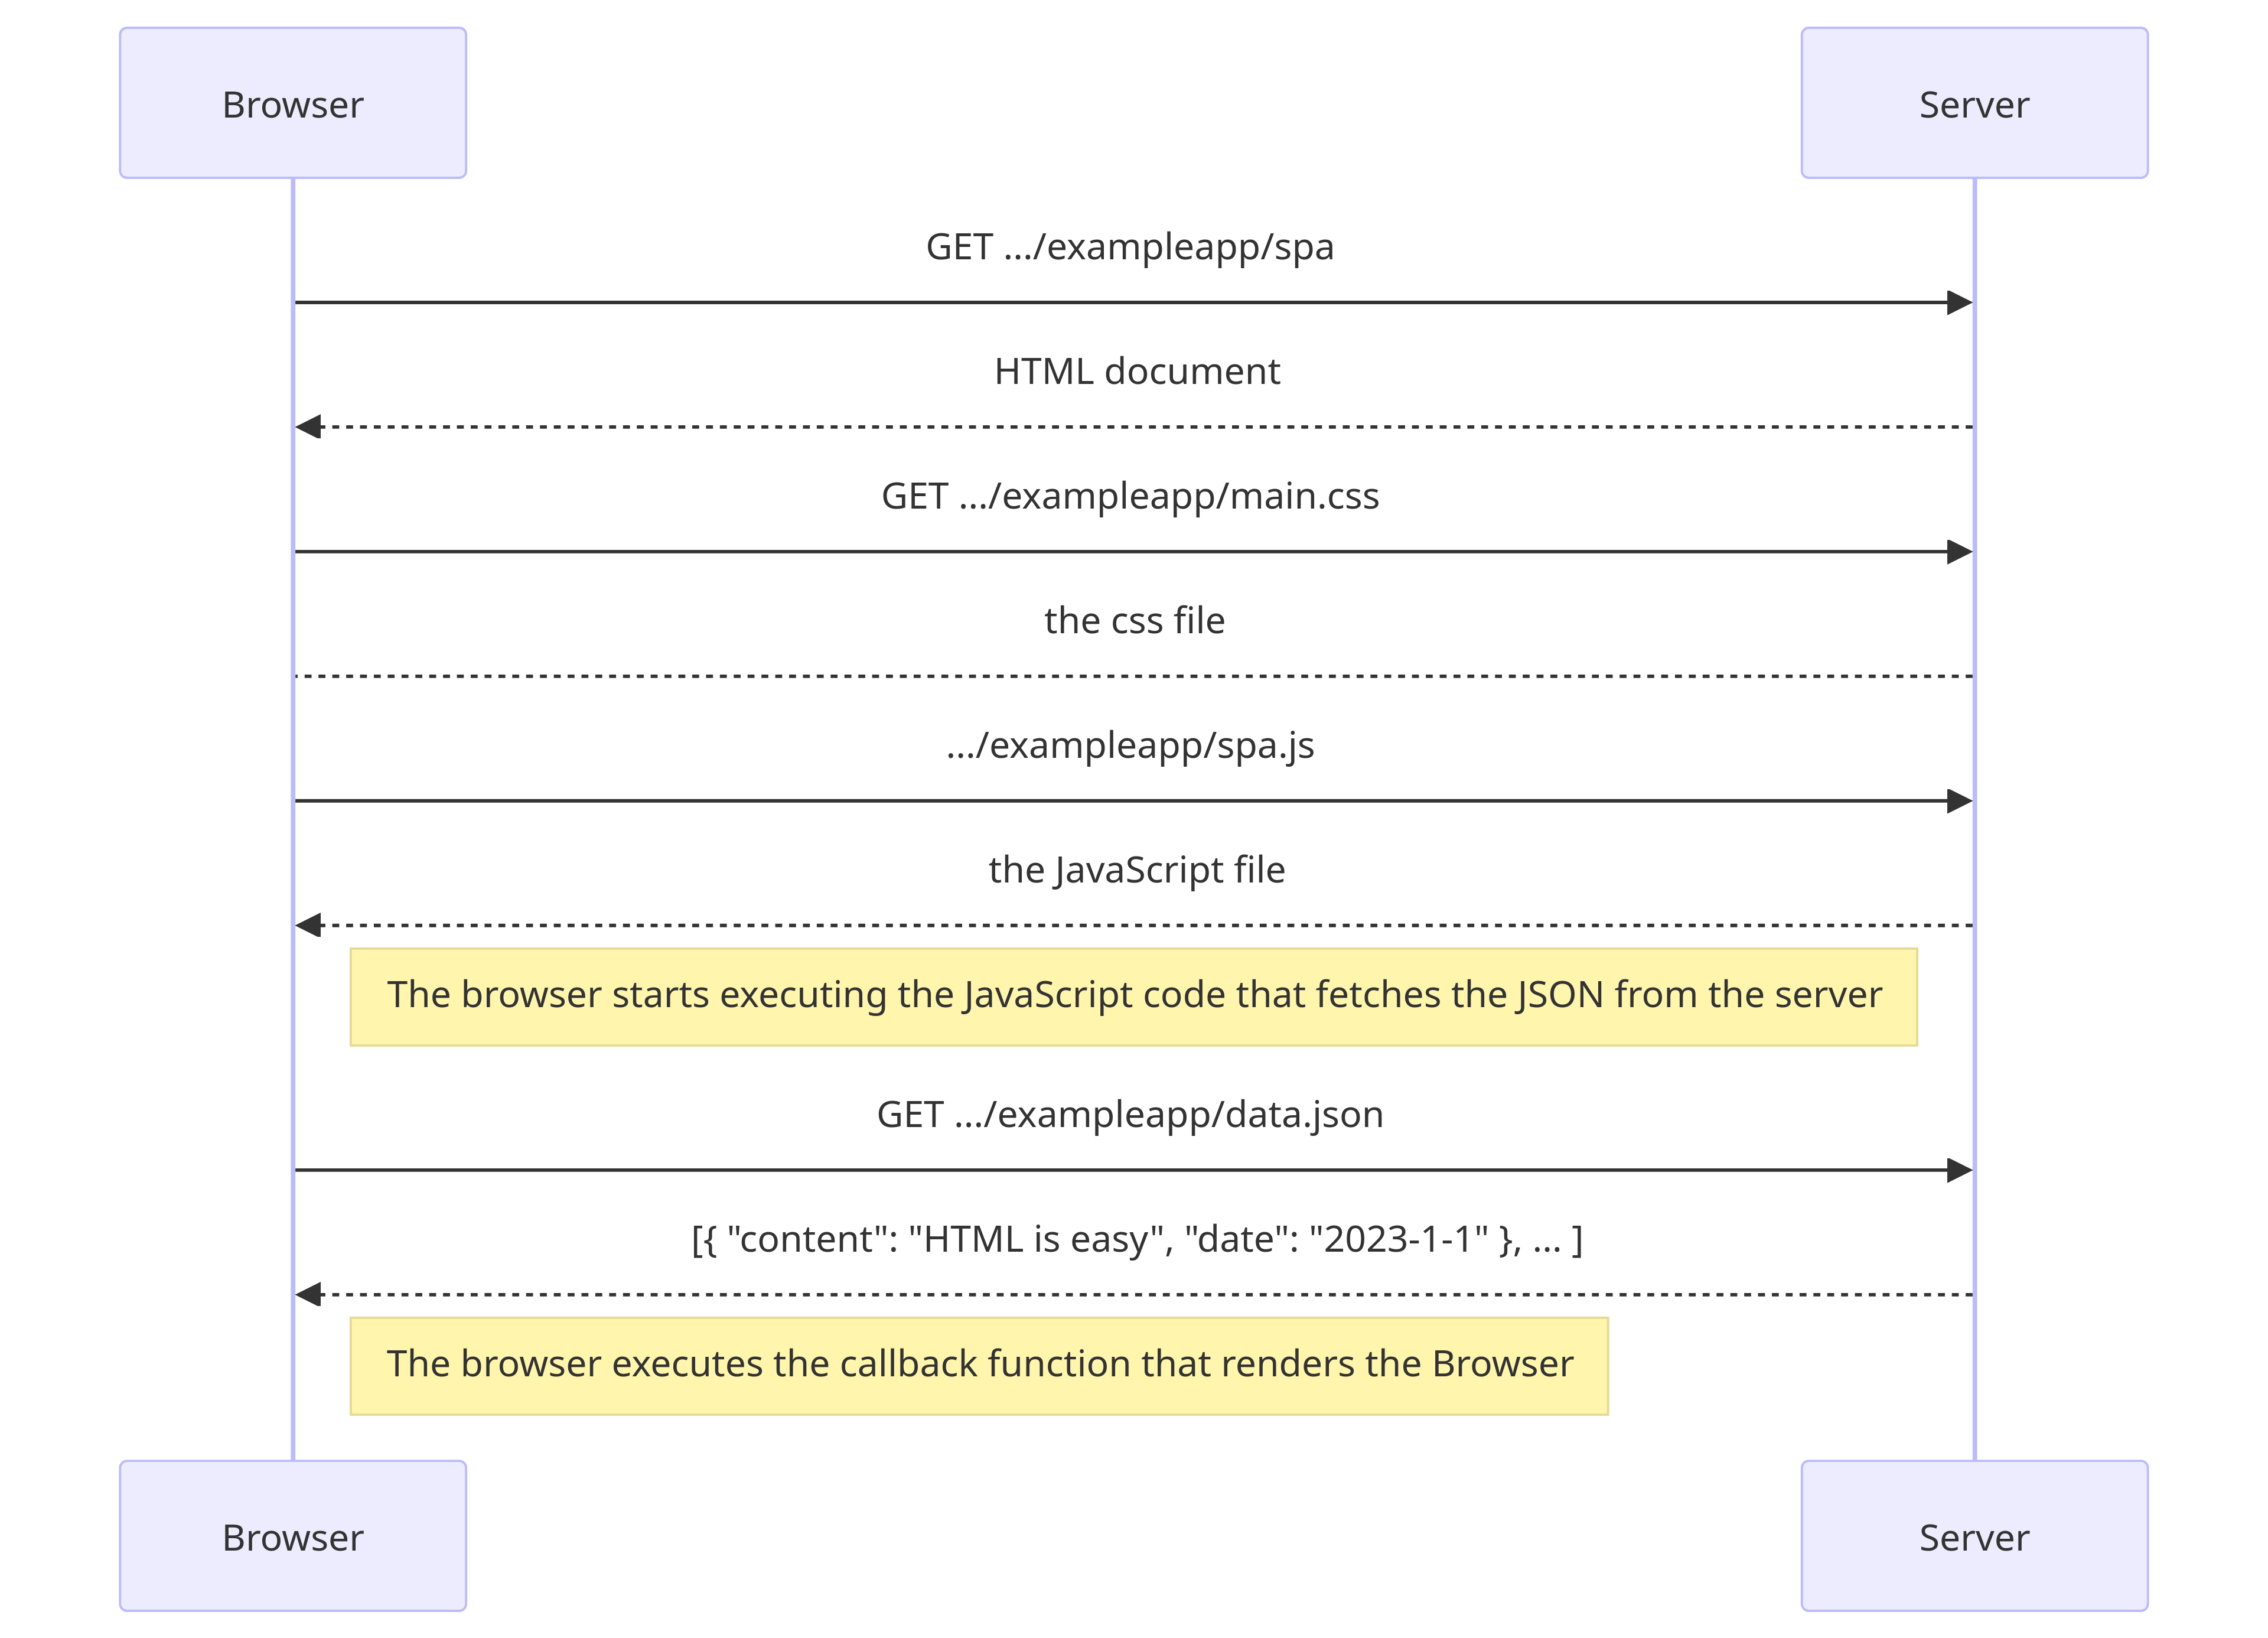 Browser
Server
GET .../exampleapp/spa
HTML document
GET .../exampleapp/main.css
the css file
.../exampleapp/spa.js
the JavaScript file
The browser starts executing the JavaScript code that fetches the JSON from the server
GET .../exampleapp/data.json
[{ "content": "HTML is easy", "date": "2023-1-1" }, ... ]
The browser executes the callback function that renders the Browser
Browser
Server